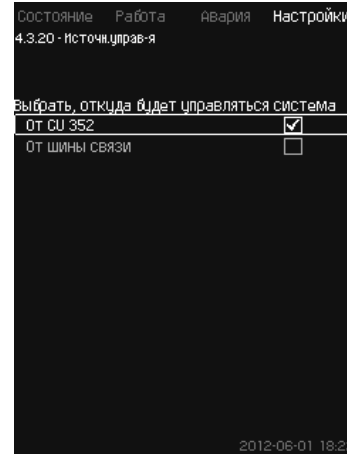 Состояние Работа Авария Настройки
4.3.20 - Источн.управ-я
Выбрать, откуда будет управляться система
От CU 352
От шины связи
2012-06-01 18:2